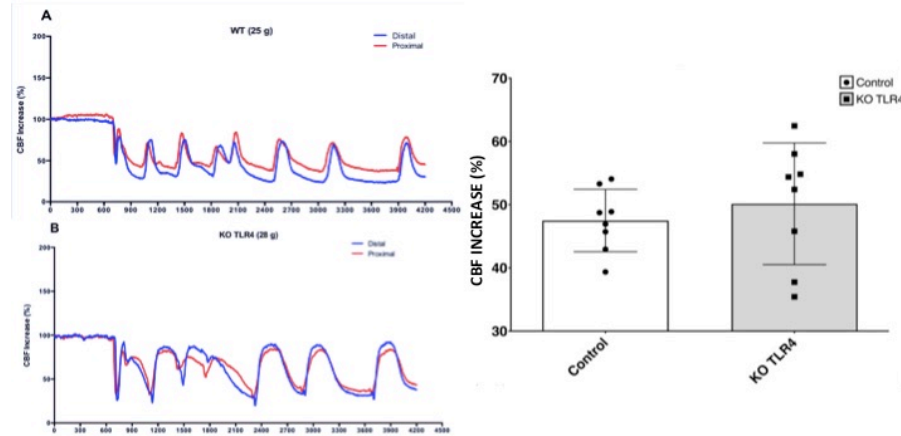 A
WT (25 g)
Distal
Proximal
CBF Increase (%)
200
150
100
50
0
0 300 600 900 1200 1500 1800 2100 2400 2700 3000 3300 3600 3900 4200 4500
B
KO TLR4 (28 g)
Distal
Proximal
CBF Increase (%)
200
150
100
50
0
0 300 600 900 1200 1500 1800 2100 2400 2700 3000 3300 3600 3900 4200 4500
Control
KO TLR4
CBF INCREASE (%)
70
60
50
40
30
Control
KO TLR4